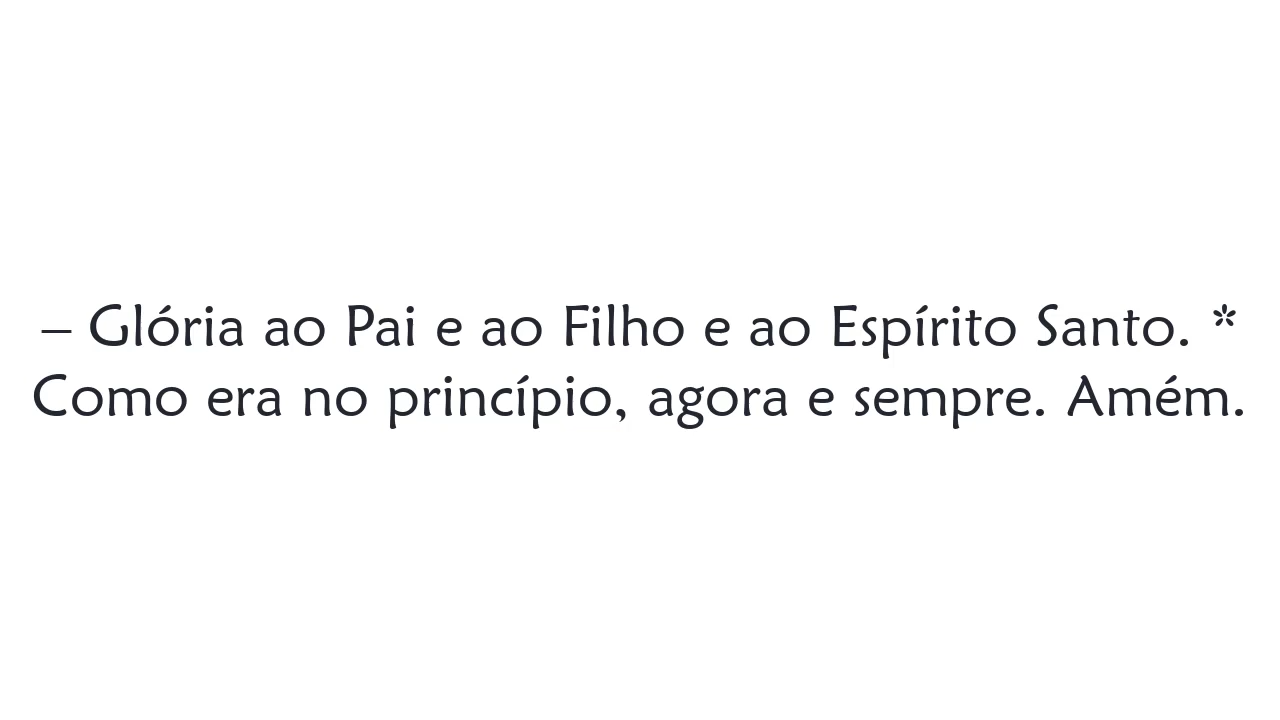 – Glória ao Pai e ao Filho e ao Espírito Santo. *
Como era no princípio, agora e sempre. Amém.